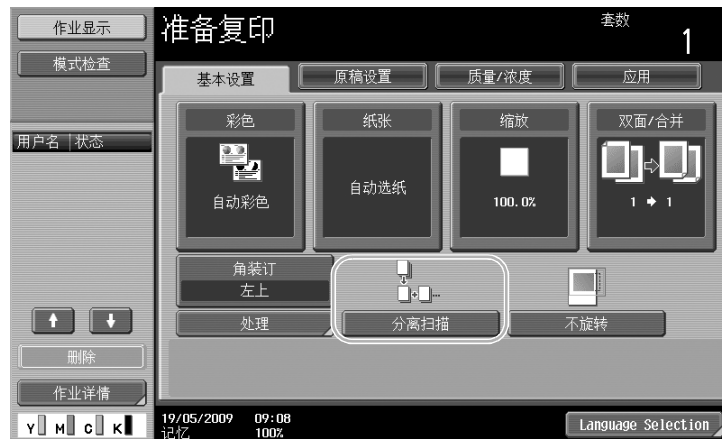 作业显示
准备复印
套数
1
模式检查
基本设置
原稿设置
质量/浓度
应用
用户名 状态
彩色
纸张
缩放
双面/合并
自动彩色
自动选纸
100.0%
1 → 1
角装订
左上
处理
分离扫描
不旋转
删除
作业详情
Y M C K
19/05/2009 09:08
记忆 100%
Language Selection